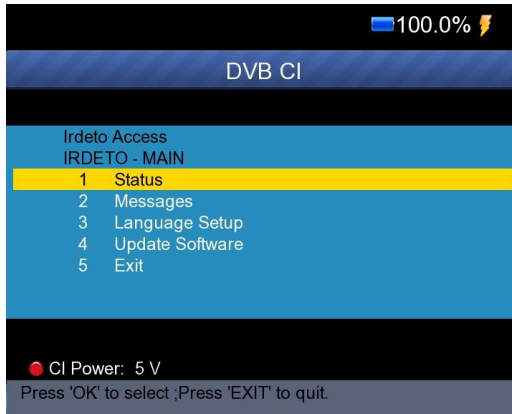 100.0%
DVB CI
Irdeto Access
IRDETO - MAIN
1 Status
2 Messages
3 Language Setup
4 Update Software
5 Exit
CI Power: 5 V
Press 'OK' to select ;Press 'EXIT' to quit.